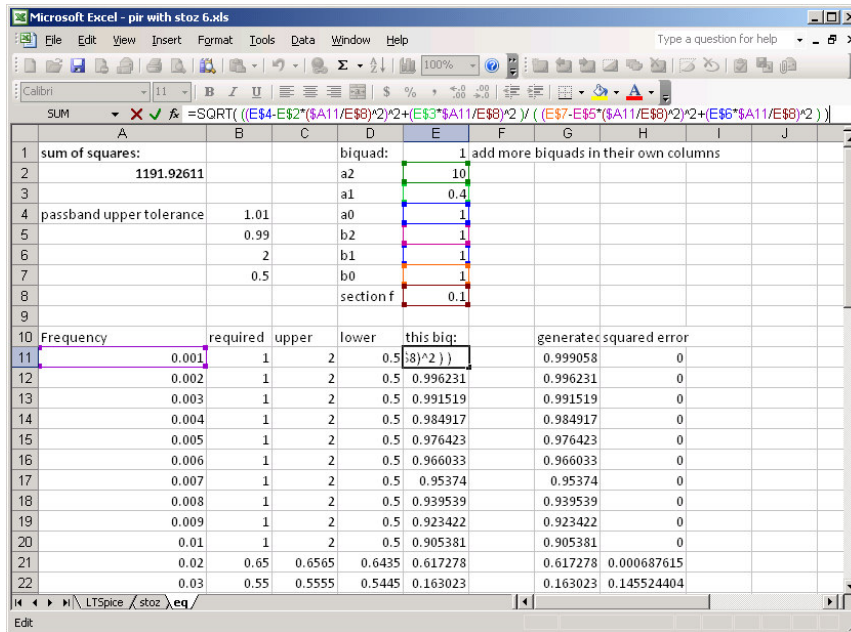 Microsoft Excel - pir with stoz 6.xls
File Edit View Insert Format Tools Data Window Help Type a question for help
Calibri 11 B I U 100% $ % ,
SUM fx =SQRT( ((E$4-E$2*($A11/E$8)^2)^2+(E$3*$A11/E$8)^2 )/ ( (E$7-E$5*($A11/E$8)^2)^2+(E$6*$A11/E$8)^2 ) )
A B C D E F G H I J
1 sum of squares: biquad: 1 add more biquads in their own columns
2 1191.92611 a2 10
3 a1 0.4
4 passband upper tolerance 1.01 a0 1
5 0.99 b2 1
6 2 b1 1
7 0.5 b0 1
8 section f 0.1
9
10 Frequency required upper lower this biq: generated squared error
11 0.001 1 2 0.5 $8)^2 ) ) 0.999058 0
12 0.002 1 2 0.5 0.996231 0.996231 0
13 0.003 1 2 0.5 0.991519 0.991519 0
14 0.004 1 2 0.5 0.984917 0.984917 0
15 0.005 1 2 0.5 0.976423 0.976423 0
16 0.006 1 2 0.5 0.966033 0.966033 0
17 0.007 1 2 0.5 0.95374 0.95374 0
18 0.008 1 2 0.5 0.939539 0.939539 0
19 0.009 1 2 0.5 0.923422 0.923422 0
20 0.01 1 2 0.5 0.905381 0.905381 0
21 0.02 0.65 0.6565 0.6435 0.617278 0.617278 0.000687615
22 0.03 0.55 0.5555 0.5445 0.163023 0.163023 0.145524404
LTSpice / stoz / eq
Edit